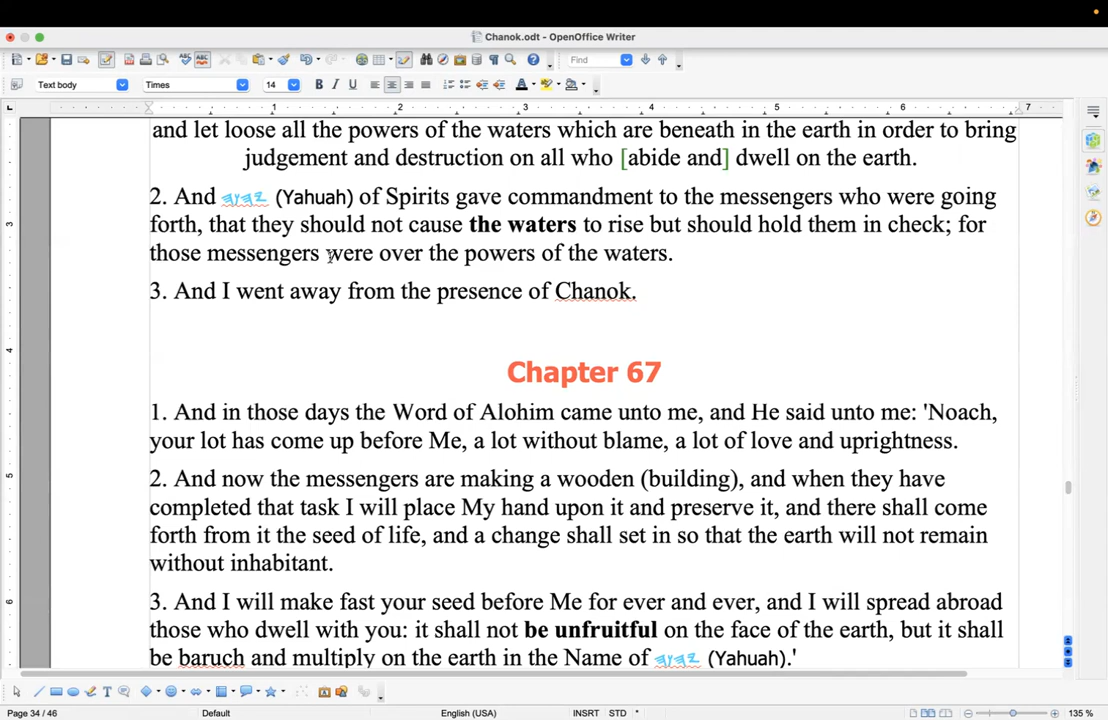 Chanok.odt - OpenOffice Writer
Find
Text body Times 14
1 2 3 4 5 6 7
and let loose all the powers of the waters which are beneath in the earth in order to bring
judgement and destruction on all who [abide and] dwell on the earth.
2. And 𐤉𐤄𐤅𐤄 (Yahuah) of Spirits gave commandment to the messengers who were going
forth, that they should not cause the waters to rise but should hold them in check; for
those messengers were over the powers of the waters.
3. And I went away from the presence of Chanok.
Chapter 67
1. And in those days the Word of Alohim came unto me, and He said unto me: 'Noach,
your lot has come up before Me, a lot without blame, a lot of love and uprightness.
2. And now the messengers are making a wooden (building), and when they have
completed that task I will place My hand upon it and preserve it, and there shall come
forth from it the seed of life, and a change shall set in so that the earth will not remain
without inhabitant.
3. And I will make fast your seed before Me for ever and ever, and I will spread abroad
those who dwell with you: it shall not be unfruitful on the face of the earth, but it shall
be baruch and multiply on the earth in the Name of 𐤉𐤄𐤅𐤄 (Yahuah).'
Page 34 / 46 Default English (USA) INSRT STD * 135 %